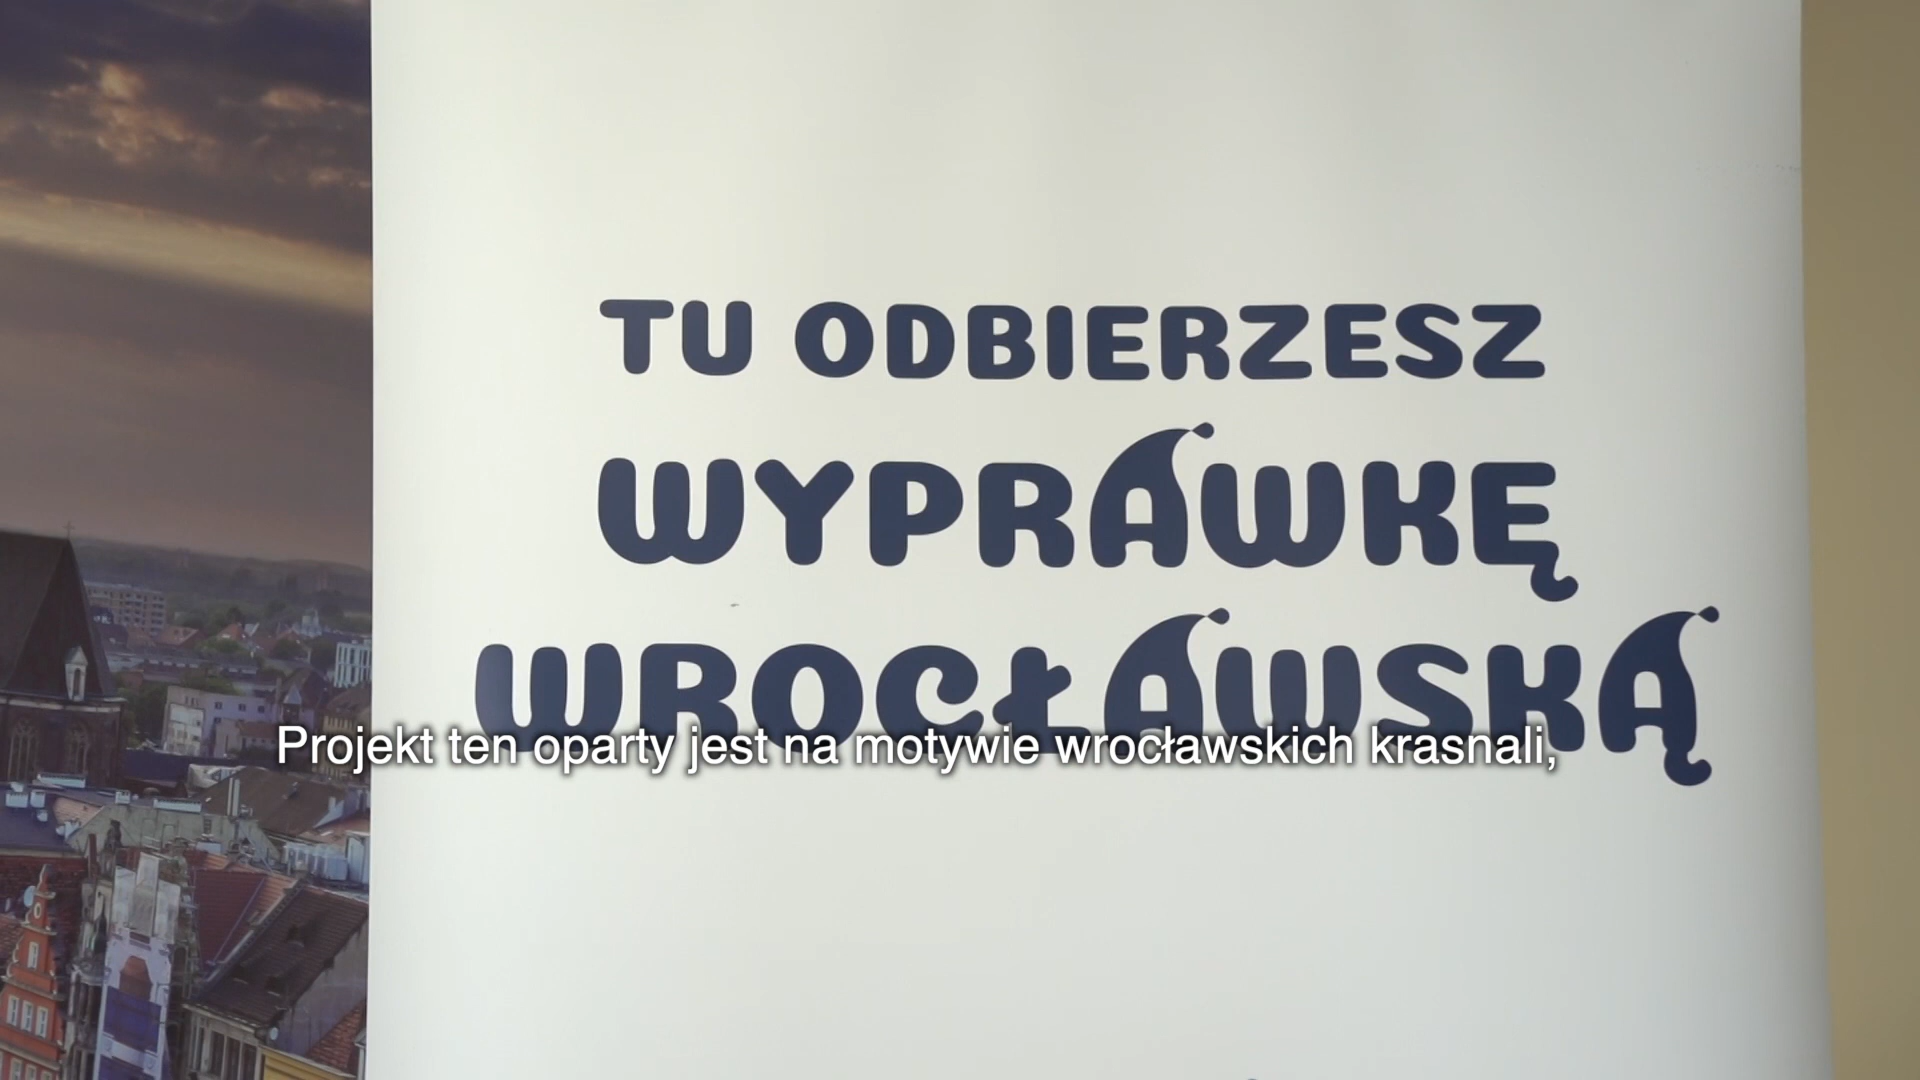 TU ODBIERZESZ
WYPRAWKĘ
WROCŁAWSKĄ
Projekt ten oparty jest na motywie wrocławskich krasnali,